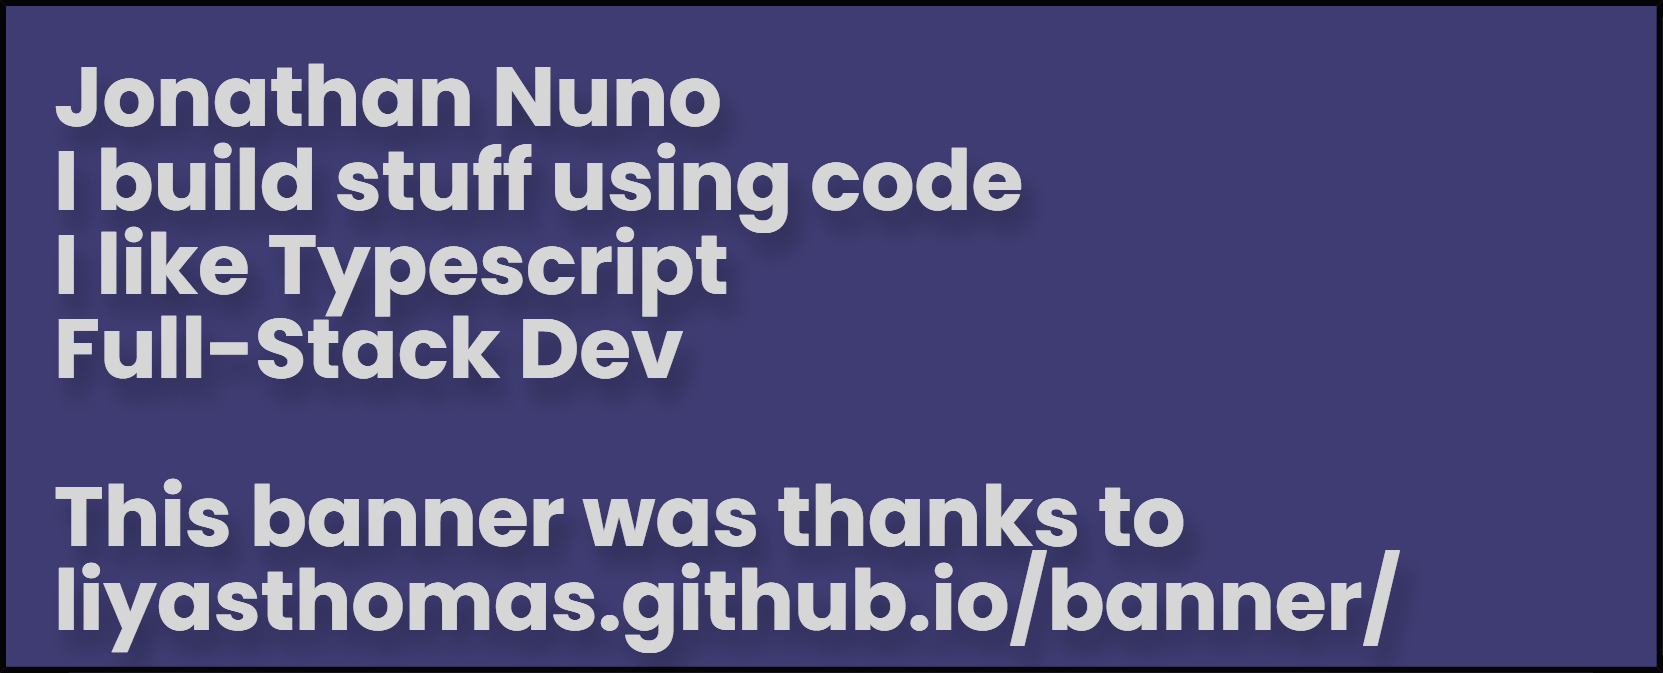 Jonathan Nuno
I build stuff using code
I like Typescript
Full-Stack Dev
This banner was thanks to
liyasthomas.github.io/banner/